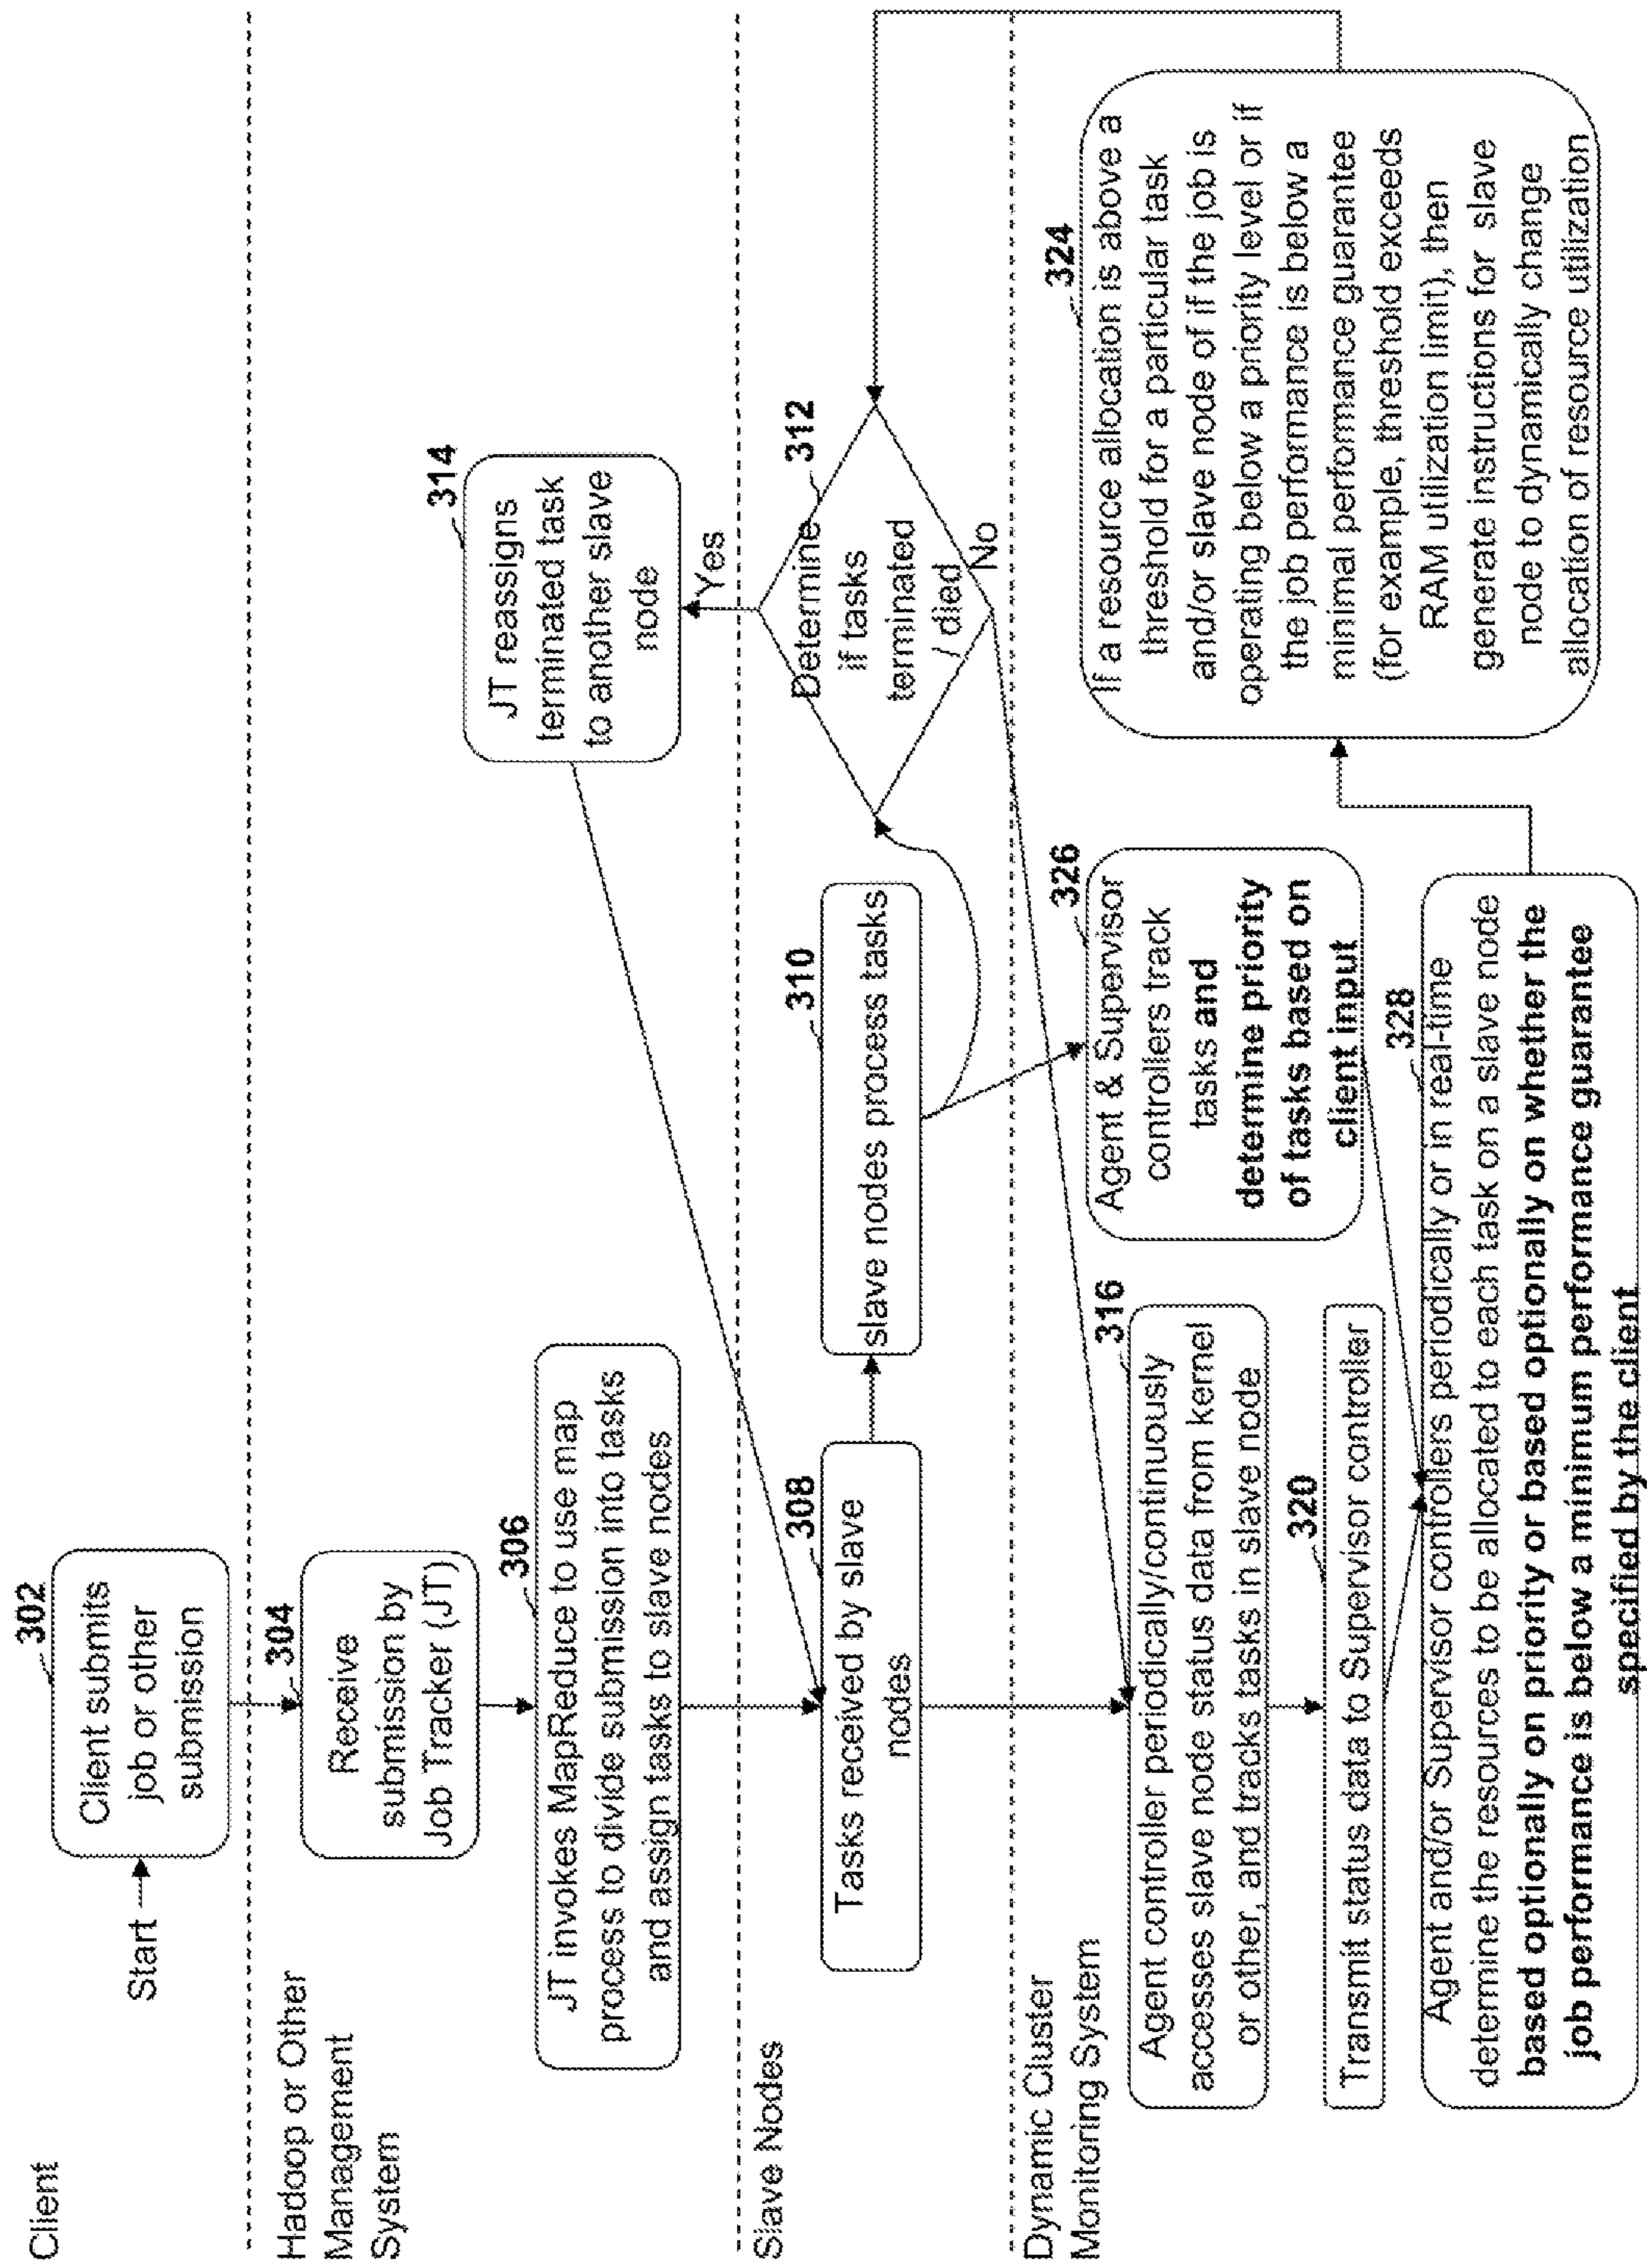 Client
Start
302
Client submits
job or other
submission
Hadoop or Other
Management
System
304
Receive
submission by
Job Tracker (JT)
306
JT invokes MapReduce to use map
process to divide submission into tasks
and assign tasks to slave nodes
314
JT reassigns
terminated task
to another slave
node
Yes
Slave Nodes
308
Tasks received by slave
nodes
310
slave nodes process tasks
312
Determine
if tasks
terminated
/died
No
Dynamic Cluster
Monitoring System
316
Agent controller periodically/continuously
accesses slave node status data from kernel
or other, and tracks tasks in slave node
320
Transmit status data to Supervisor controller
326
Agent & Supervisor
controllers track
tasks and
determine priority
of tasks based on
client input
328
Agent and/or Supervisor controllers periodically or in real-time
determine the resources to be allocated to each task on a slave node
based optionally on priority or based optionally on whether the
job performance is below a minimum performance guarantee
specified by the client
324
If a resource allocation is above a
threshold for a particular task
and/or slave node of if the job is
operating below a priority level or if
the job performance is below a
minimal performance guarantee
(for example, threshold exceeds
RAM utilization limit), then
generate instructions for slave
node to dynamically change
allocation of resource utilization